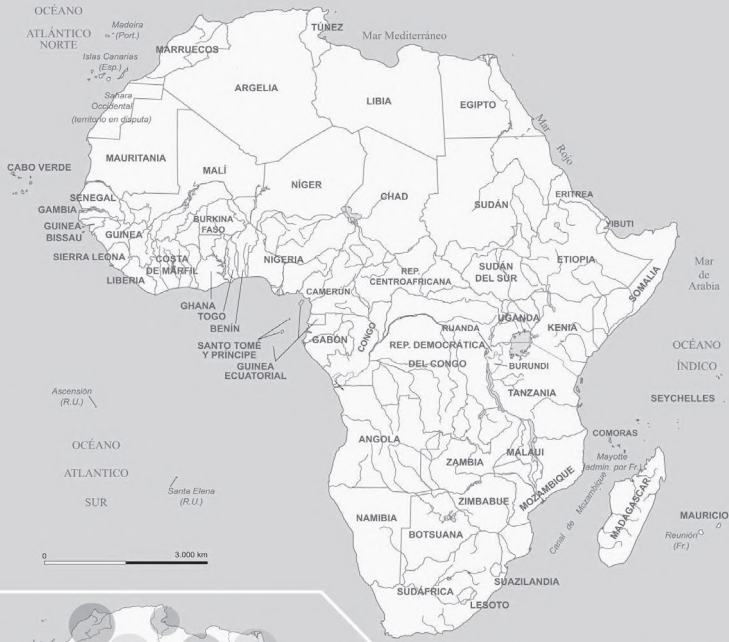 OCÉANO
ATLÁNTICO
NORTE
Madeira
(Port.)
Islas Canarias
(Esp.)
Sahara
Occidental
(territorio en disputa)
MARRUECOS
TÚNEZ
Mar Mediterráneo
ARGELIA
LIBIA
EGIPTO
Mar Rojo
CABO VERDE
MAURITANIA
MALÍ
NÍGER
CHAD
SUDÁN
ERITREA
YIBUTI
SENEGAL
GAMBIA
GUINEA
BISSAU
GUINEA
BURKINA
FASO
SIERRA LEONA
LIBERIA
COSTA
DE MARFIL
GHANA
TOGO
BENÍN
NIGERIA
CAMERÚN
REP.
CENTROAFRICANA
SUDÁN
DEL SUR
ETIOPIA
SOMALIA
Mar
de
Arabia
SANTO TOMÉ
Y PRÍNCIPE
GUINEA
ECUATORIAL
GABÓN
CONGO
REP. DEMOCRÁTICA
DEL CONGO
UGANDA
RUANDA
BURUNDI
KENIA
TANZANIA
OCÉANO
ÍNDICO
SEYCHELLES
Ascensión
(R.U.)
OCÉANO
ATLANTICO
SUR
Santa Elena
(R.U.)
ANGOLA
ZAMBIA
MALAUI
MOZAMBIQUE
COMORAS
Mayotte
(admin. por Fr.)
Canal de Mozambique
MADAGASCAR
MAURICIO
Reunión
(Fr.)
NAMIBIA
BOTSUANA
ZIMBABUE
SUAZILANDIA
SUDÁFRICA
LESOTO
0
3.000 km